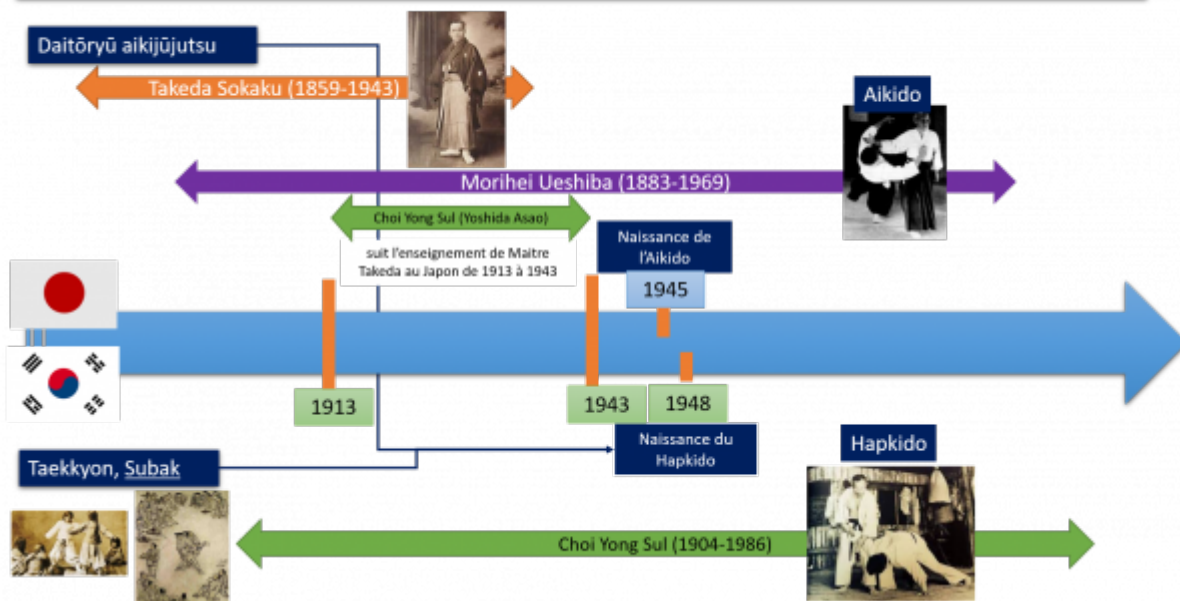 Daitōryū aikijūjutsu
Takeda Sokaku (1859-1943)
Aikido
Morihei Ueshiba (1883-1969)
Choi Yong Sul (Yoshida Asao)
suit l'enseignement de Maitre
Takeda au Japon de 1913 à 1943
Naissance de
l'Aikido
1945
1913
1943
1948
Naissance du
Hapkido
Taekkyon, Subak
Hapkido
Choi Yong Sul (1904-1986)